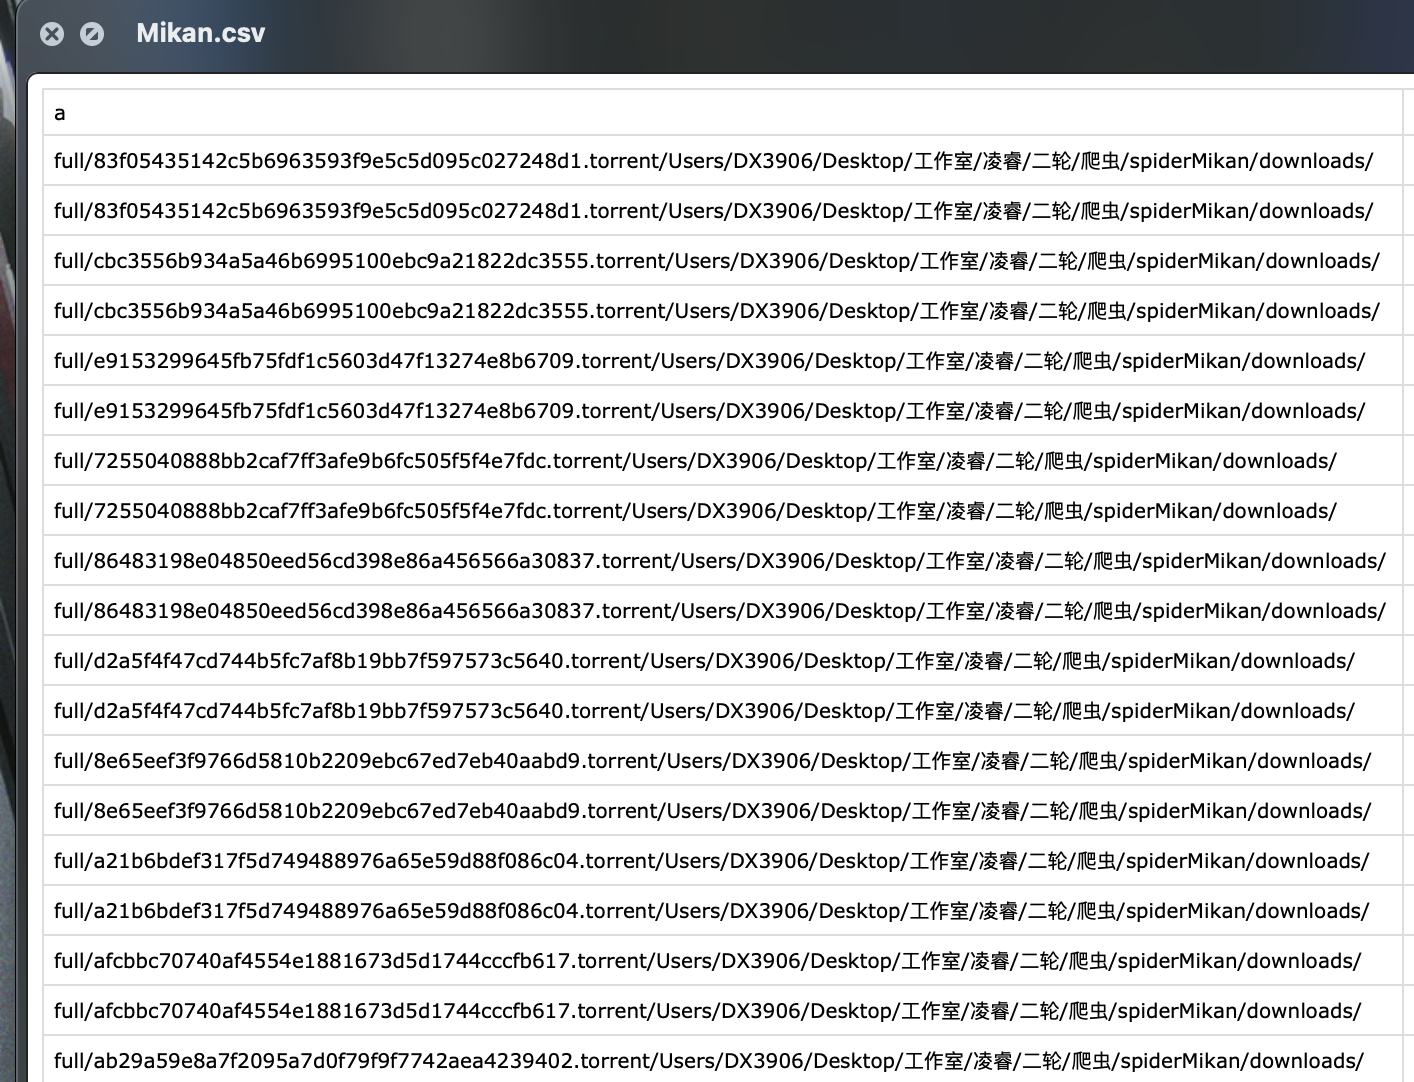 Mikan.csv
a
full/83f05435142c5b6963593f9e5c5d095c027248d1.torrent/Users/DX3906/Desktop/工作室/凌睿/二轮/爬虫/spiderMikan/downloads/
full/83f05435142c5b6963593f9e5c5d095c027248d1.torrent/Users/DX3906/Desktop/工作室/凌睿/二轮/爬虫/spiderMikan/downloads/
full/cbc3556b934a5a46b6995100ebc9a21822dc3555.torrent/Users/DX3906/Desktop/工作室/凌睿/二轮/爬虫/spiderMikan/downloads/
full/cbc3556b934a5a46b6995100ebc9a21822dc3555.torrent/Users/DX3906/Desktop/工作室/凌睿/二轮/爬虫/spiderMikan/downloads/
full/e9153299645fb75fdf1c5603d47f13274e8b6709.torrent/Users/DX3906/Desktop/工作室/凌睿/二轮/爬虫/spiderMikan/downloads/
full/e9153299645fb75fdf1c5603d47f13274e8b6709.torrent/Users/DX3906/Desktop/工作室/凌睿/二轮/爬虫/spiderMikan/downloads/
full/7255040888bb2caf7ff3afe9b6fc505f5f4e7fdc.torrent/Users/DX3906/Desktop/工作室/凌睿/二轮/爬虫/spiderMikan/downloads/
full/7255040888bb2caf7ff3afe9b6fc505f5f4e7fdc.torrent/Users/DX3906/Desktop/工作室/凌睿/二轮/爬虫/spiderMikan/downloads/
full/86483198e04850eed56cd398e86a456566a30837.torrent/Users/DX3906/Desktop/工作室/凌睿/二轮/爬虫/spiderMikan/downloads/
full/86483198e04850eed56cd398e86a456566a30837.torrent/Users/DX3906/Desktop/工作室/凌睿/二轮/爬虫/spiderMikan/downloads/
full/d2a5f4f47cd744b5fc7af8b19bb7f597573c5640.torrent/Users/DX3906/Desktop/工作室/凌睿/二轮/爬虫/spiderMikan/downloads/
full/d2a5f4f47cd744b5fc7af8b19bb7f597573c5640.torrent/Users/DX3906/Desktop/工作室/凌睿/二轮/爬虫/spiderMikan/downloads/
full/8e65eef3f9766d5810b2209ebc67ed7eb40aabd9.torrent/Users/DX3906/Desktop/工作室/凌睿/二轮/爬虫/spiderMikan/downloads/
full/8e65eef3f9766d5810b2209ebc67ed7eb40aabd9.torrent/Users/DX3906/Desktop/工作室/凌睿/二轮/爬虫/spiderMikan/downloads/
full/a21b6bdef317f5d749488976a65e59d88f086c04.torrent/Users/DX3906/Desktop/工作室/凌睿/二轮/爬虫/spiderMikan/downloads/
full/a21b6bdef317f5d749488976a65e59d88f086c04.torrent/Users/DX3906/Desktop/工作室/凌睿/二轮/爬虫/spiderMikan/downloads/
full/afcbbc70740af4554e1881673d5d1744cccfb617.torrent/Users/DX3906/Desktop/工作室/凌睿/二轮/爬虫/spiderMikan/downloads/
full/afcbbc70740af4554e1881673d5d1744cccfb617.torrent/Users/DX3906/Desktop/工作室/凌睿/二轮/爬虫/spiderMikan/downloads/
full/ab29a59e8a7f2095a7d0f79f9f7742aea4239402.torrent/Users/DX3906/Desktop/工作室/凌睿/二轮/爬虫/spiderMikan/downloads/